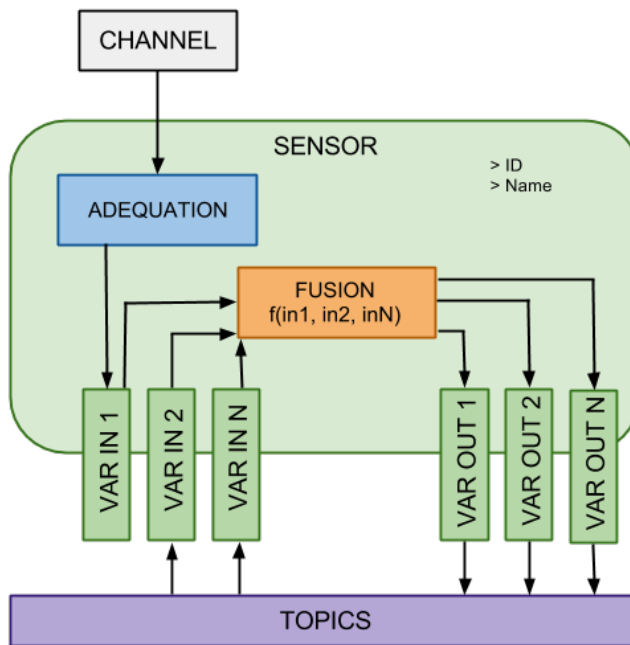 CHANNEL
SENSOR
> ID
> Name
ADEQUATION
FUSION
f(in1, in2, inN)
VAR IN 1
VAR IN 2
VAR IN N
VAR OUT 1
VAR OUT 2
VAR OUT N
TOPICS